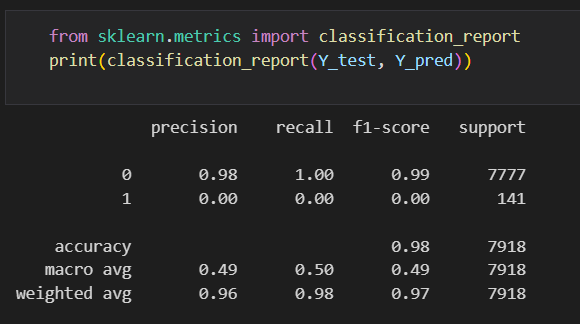 from sklearn.metrics import classification_report
print(classification_report(Y_test, Y_pred))
precision recall f1-score support
0 0.98 1.00 0.99 7777
1 0.00 0.00 0.00 141
accuracy 0.98 7918
macro avg 0.49 0.50 0.49 7918
weighted avg 0.96 0.98 0.97 7918